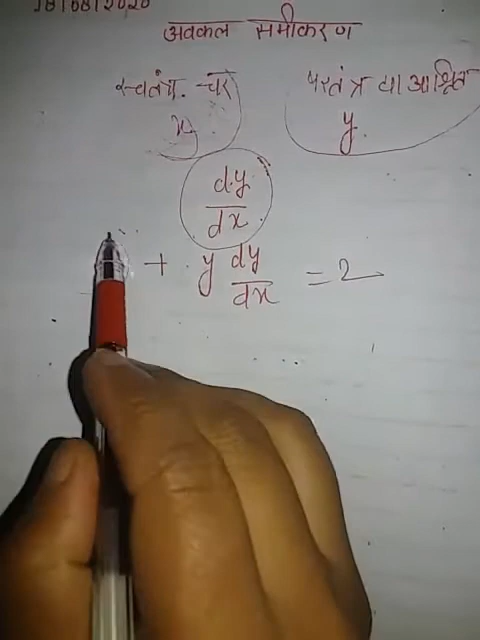 अवकल समीकरण
स्वतंत्र. चर परतंत्र या आश्रित
x y.
dy
dx
+ y dy = 2
dx